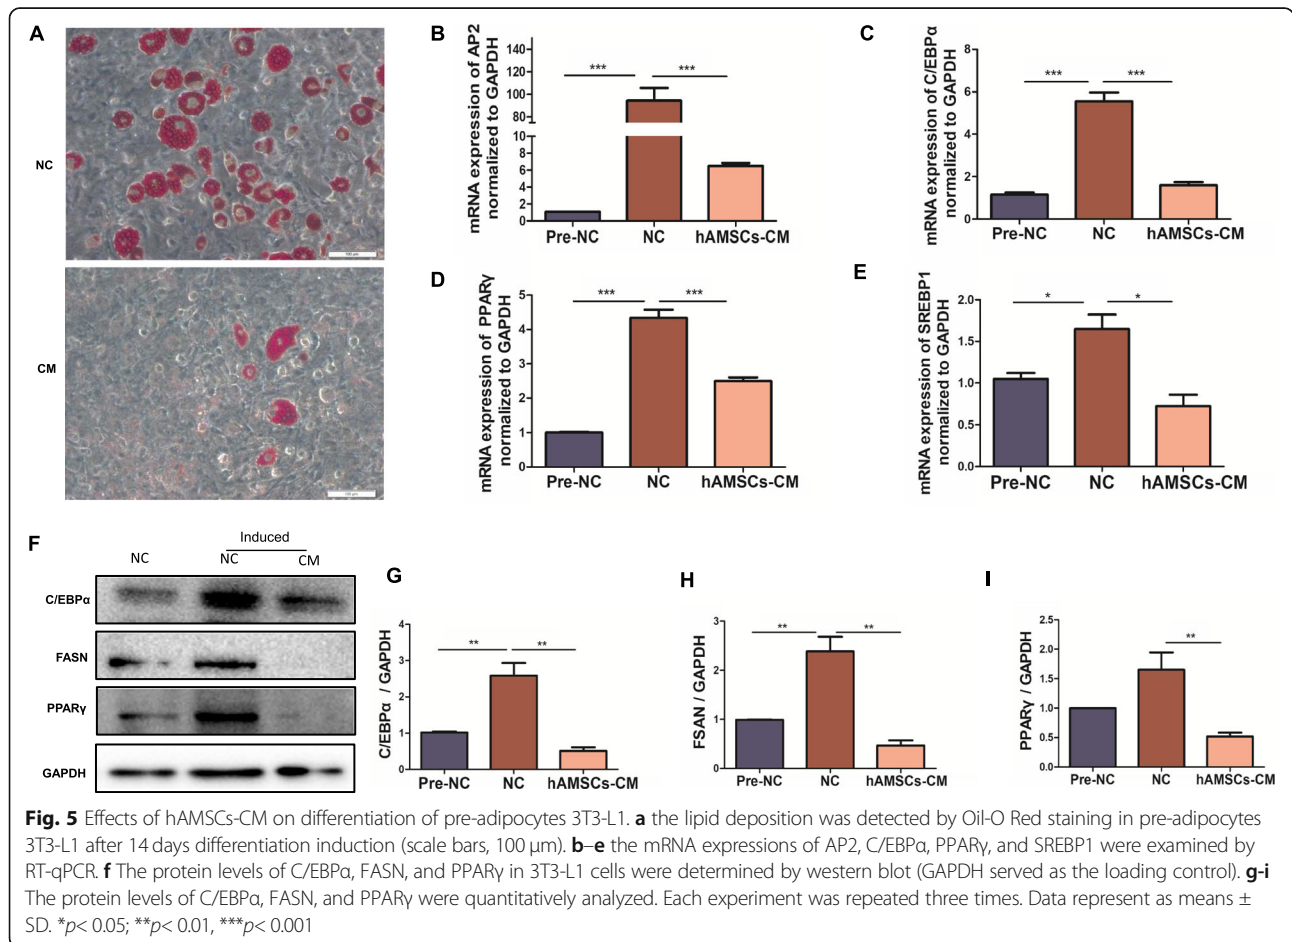 A
NC
CM
B
mRNA expression of AP2
normalized to GAPDH
140
120
100
80
10
8
6
4
2
0
***
***
Pre-NC NC hAMSCs-CM
C
mRNA expression of C/EBPα
normalized to GAPDH
8
6
4
2
0
***
***
Pre-NC NC hAMSCs-CM
D
mRNA expression of PPARγ
normalized to GAPDH
5
4
3
2
1
0
***
***
Pre-NC NC hAMSCs-CM
E
mRNA expression of SREBP1
normalized to GAPDH
2.0
1.5
1.0
0.5
0.0
*
*
Pre-NC NC hAMSCs-CM
F
Induced
NC NC CM
C/EBPα
FASN
PPARγ
GAPDH
G
C/EBPα / GAPDH
4
3
2
1
0
**
**
Pre-NC NC hAMSCs-CM
H
FSAN / GAPDH
3
2
1
0
**
**
Pre-NC NC hAMSCs-CM
I
PPARγ / GAPDH
2.0
1.5
1.0
0.5
0.0
**
Pre-NC NC hAMSCs-CM
Fig. 5 Effects of hAMSCs-CM on differentiation of pre-adipocytes 3T3-L1. a the lipid deposition was detected by Oil-O Red staining in pre-adipocytes
3T3-L1 after 14 days differentiation induction (scale bars, 100 μm). b–e the mRNA expressions of AP2, C/EBPα, PPARγ, and SREBP1 were examined by
RT-qPCR. f The protein levels of C/EBPα, FASN, and PPARγ in 3T3-L1 cells were determined by western blot (GAPDH served as the loading control). g-i
The protein levels of C/EBPα, FASN, and PPARγ were quantitatively analyzed. Each experiment was repeated three times. Data represent as means ±
SD. *p< 0.05; **p< 0.01, ***p< 0.001